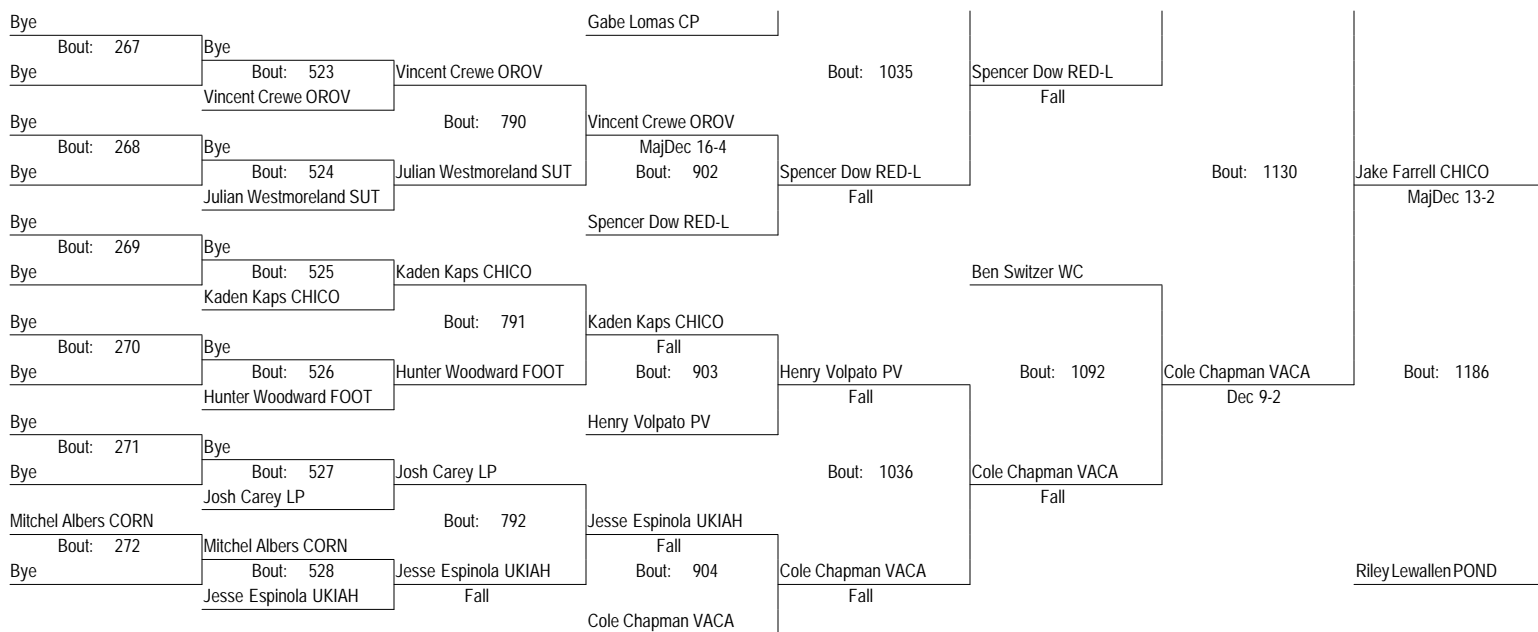 Bye
Gabe Lomas CP
Bout: 267
Bye
Bye
Bout: 523
Vincent Crewe OROV
Bout: 1035
Spencer Dow RED-L
Vincent Crewe OROV
Fall
Bye
Bout: 790
Vincent Crewe OROV
Bout: 268
Bye
MajDec 16-4
Bye
Bout: 524
Julian Westmoreland SUT
Bout: 902
Spencer Dow RED-L
Bout: 1130
Jake Farrell CHICO
Julian Westmoreland SUT
Fall
MajDec 13-2
Bye
Spencer Dow RED-L
Bout: 269
Bye
Bye
Bout: 525
Kaden Kaps CHICO
Ben Switzer WC
Kaden Kaps CHICO
Bye
Bout: 791
Kaden Kaps CHICO
Bout: 270
Bye
Fall
Bye
Bout: 526
Hunter Woodward FOOT
Bout: 903
Henry Volpato PV
Bout: 1092
Cole Chapman VACA
Bout: 1186
Hunter Woodward FOOT
Fall
Dec 9-2
Bye
Henry Volpato PV
Bout: 271
Bye
Bye
Bout: 527
Josh Carey LP
Bout: 1036
Cole Chapman VACA
Josh Carey LP
Fall
Mitchel Albers CORN
Bout: 792
Jesse Espinola UKIAH
Bout: 272
Mitchel Albers CORN
Fall
Bye
Bout: 528
Jesse Espinola UKIAH
Bout: 904
Cole Chapman VACA
Riley Lewallen POND
Jesse Espinola UKIAH
Fall
Fall
Cole Chapman VACA